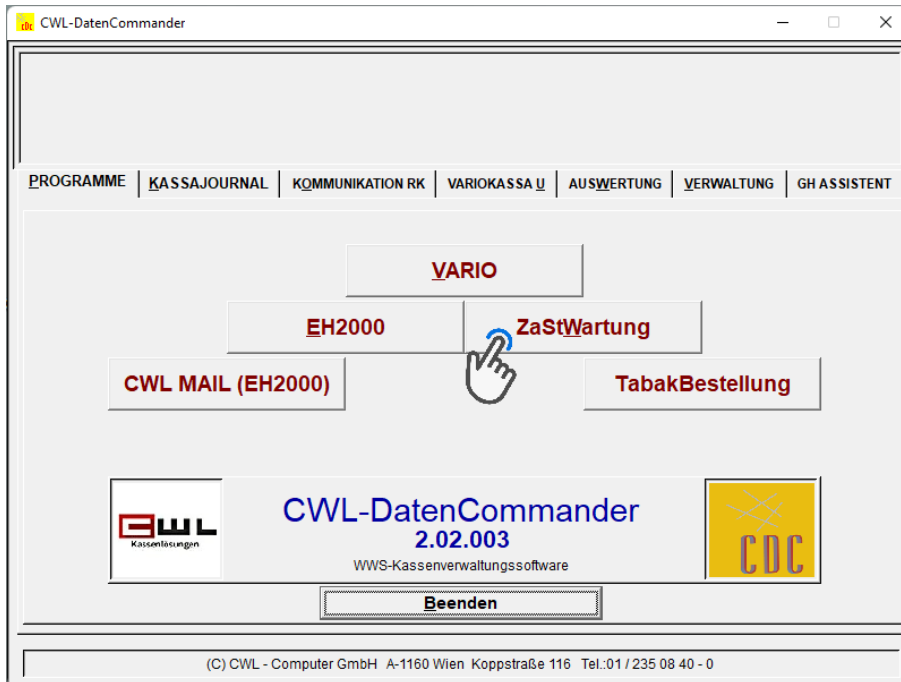 CWL-DatenCommander
PROGRAMME KASSAJOURNAL KOMMUNIKATION RK VARIOKASSA U AUSWERTUNG VERWALTUNG GH ASSISTENT
VARIO
EH2000 ZaStWartung
CWL MAIL (EH2000) TabakBestellung
CWL
Kassenlösungen
CWL-DatenCommander
2.02.003
WWS-Kassenverwaltungssoftware
CDC
Beenden
(C) CWL - Computer GmbH A-1160 Wien Koppstraße 116 Tel.:01 / 235 08 40 - 0